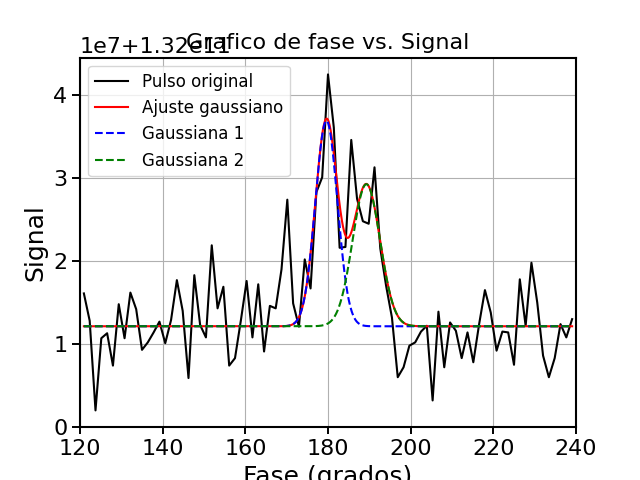 1e7+1.32e11
Grafico de fase vs. Signal
Pulso original
Ajuste gaussiano
Gaussiana 1
Gaussiana 2
Signal
4
3
2
1
0
120 140 160 180 200 220 240
Fase (grados)